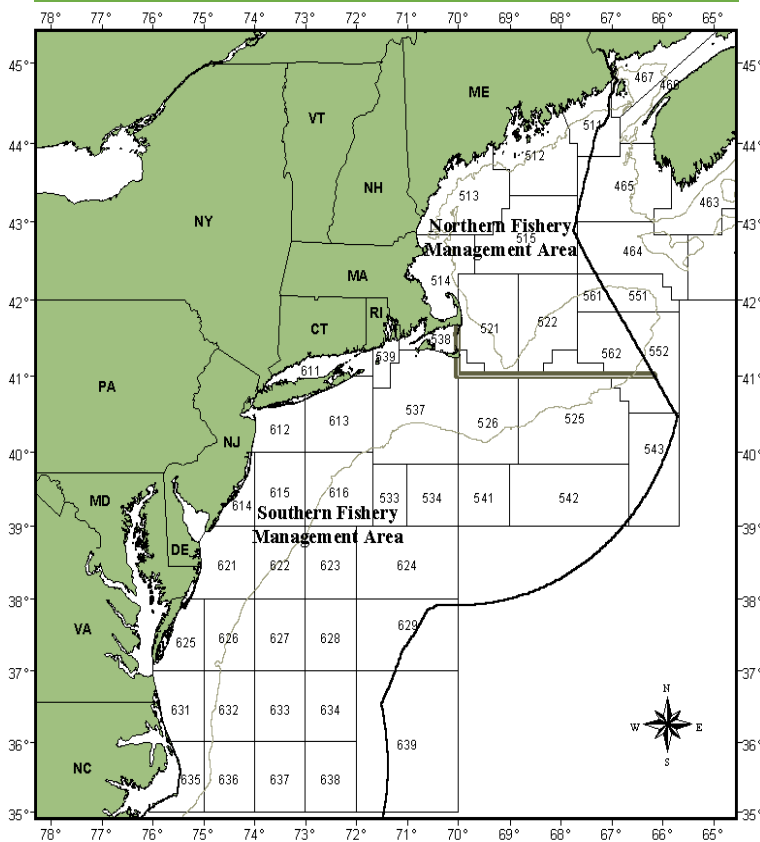 78° 77° 76° 75° 74° 73° 72° 71° 70° 69° 68° 67° 66° 65°
45° 45°
467
ME
466
VT
511
44° 44°
512
NH
465
513
463
43° NY Northern Fishery 43°
515
Management Area 464
MA
514
42° 561 551 42°
RI
CT 521 522
538
539 562 552
611
41° PA 41°
537
613 526 525
612
NJ
40° 543 40°
MD
615 616 533 534 541 542
614
Southern Fishery
39° 39°
Management Area
DE
621 622 623 624
38° 38°
629
VA
625 626 627 628
37° 37°
N
631 632 633 634
W E
36° 639 36°
S
NC
635 636 637 638
35° 35°
78° 77° 76° 75° 74° 73° 72° 71° 70° 69° 68° 67° 66° 65°